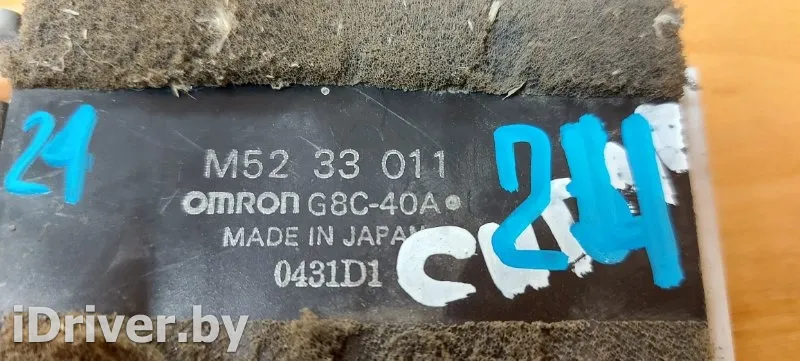 24
M52 33 011
OMRON G8C-40A
24
MADE IN JAPAN
0431D1
iDriver.by